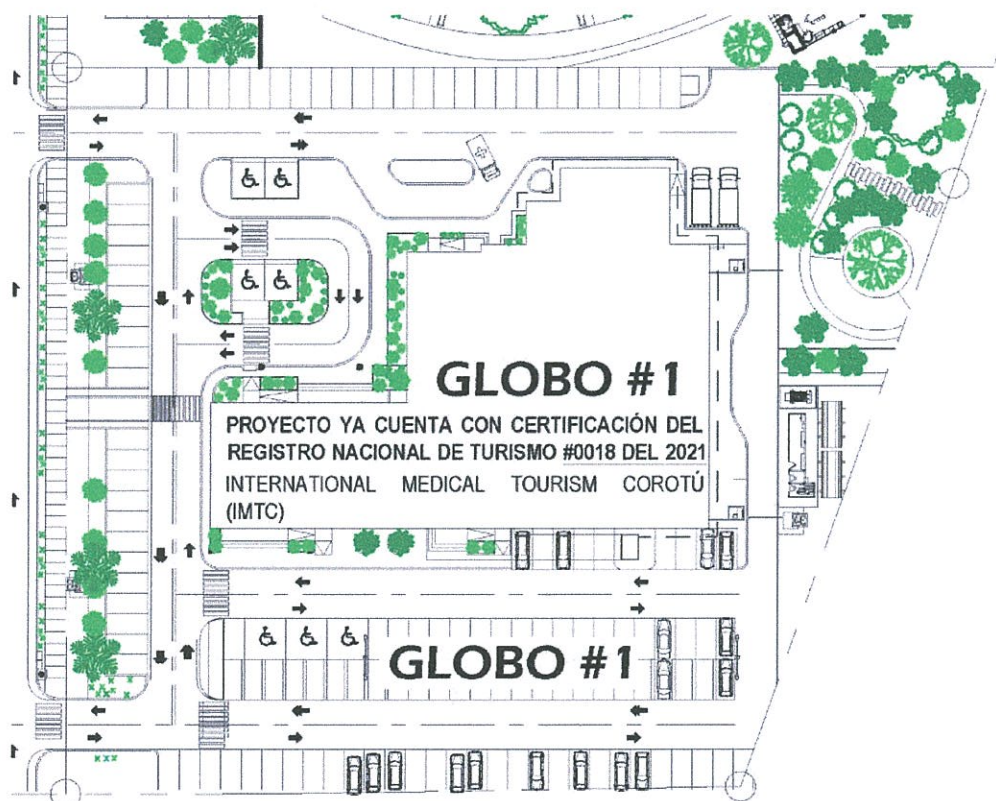 GLOBO #1
PROYECTO YA CUENTA CON CERTIFICACIÓN DEL
REGISTRO NACIONAL DE TURISMO #0018 DEL 2021
INTERNATIONAL MEDICAL TOURISM COROTÚ
(IMTC)
GLOBO #1